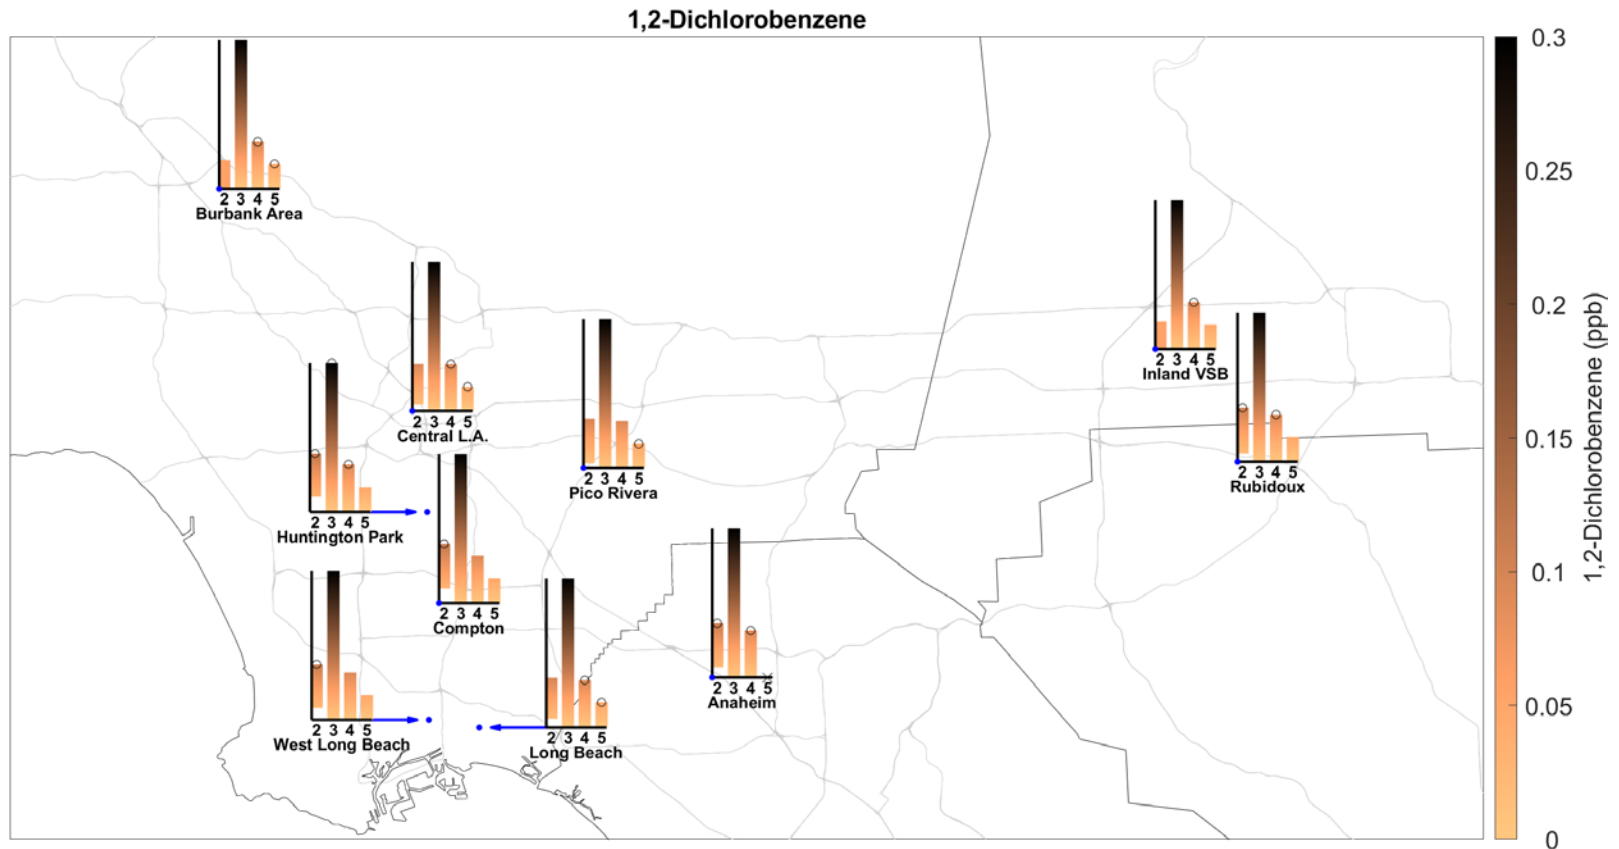 1,2-Dichlorobenzene
0.3
0.25
0.2
0.15
0.1
0.05
0
1,2-Dichlorobenzene (ppb)
2 3 4 5
Burbank Area
2 3 4 5
Central L.A.
2 3 4 5
Pico Rivera
2 3 4 5
Inland VSB
2 3 4 5
Rubidoux
2 3 4 5
Huntington Park
2 3 4 5
Compton
2 3 4 5
Anaheim
2 3 4 5
West Long Beach
2 3 4 5
Long Beach